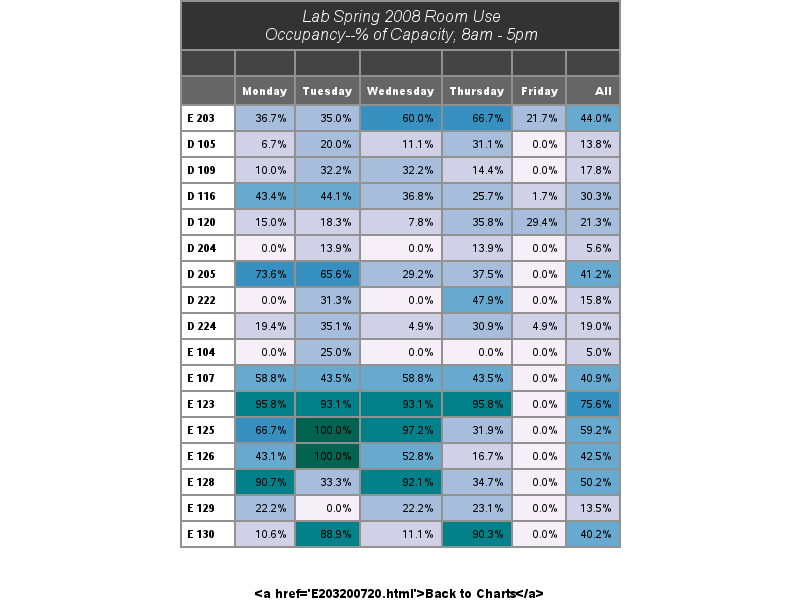 Lab Spring 2008 Room Use
Occupancy--% of Capacity, 8am - 5pm
Monday Tuesday Wednesday Thursday Friday All
E 203 36.7% 35.0% 60.0% 66.7% 21.7% 44.0%
D 105 6.7% 20.0% 11.1% 31.1% 0.0% 13.8%
D 109 10.0% 32.2% 32.2% 14.4% 0.0% 17.8%
D 116 43.4% 44.1% 36.8% 25.7% 1.7% 30.3%
D 120 15.0% 18.3% 7.8% 35.8% 29.4% 21.3%
D 204 0.0% 13.9% 0.0% 13.9% 0.0% 5.6%
D 205 73.6% 65.6% 29.2% 37.5% 0.0% 41.2%
D 222 0.0% 31.3% 0.0% 47.9% 0.0% 15.8%
D 224 19.4% 35.1% 4.9% 30.9% 4.9% 19.0%
E 104 0.0% 25.0% 0.0% 0.0% 0.0% 5.0%
E 107 58.8% 43.5% 58.8% 43.5% 0.0% 40.9%
E 123 95.8% 93.1% 93.1% 95.8% 0.0% 75.6%
E 125 66.7% 100.0% 97.2% 31.9% 0.0% 59.2%
E 126 43.1% 100.0% 52.8% 16.7% 0.0% 42.5%
E 128 90.7% 33.3% 92.1% 34.7% 0.0% 50.2%
E 129 22.2% 0.0% 22.2% 23.1% 0.0% 13.5%
E 130 10.6% 88.9% 11.1% 90.3% 0.0% 40.2%
<a href='E203200720.html'>Back to Charts</a>